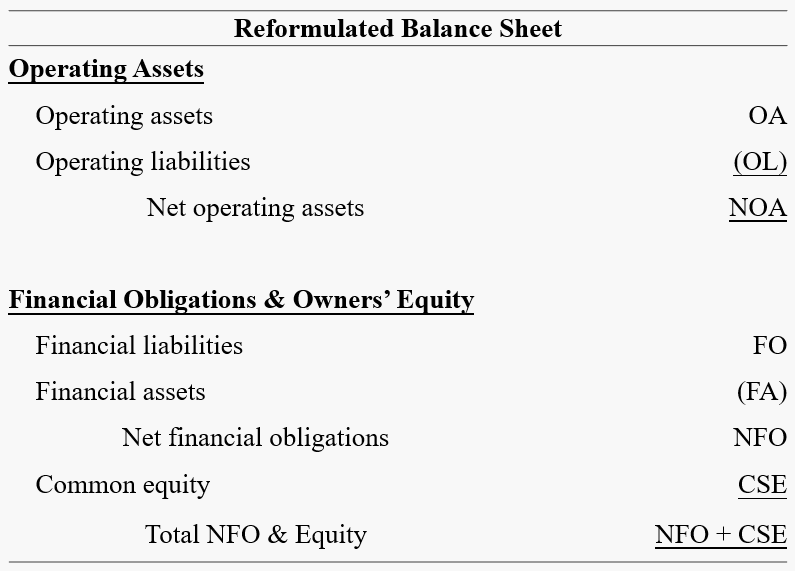 Reformulated Balance Sheet
Operating Assets
Operating assets OA
Operating liabilities (OL)
Net operating assets NOA
Financial Obligations & Owners’ Equity
Financial liabilities FO
Financial assets (FA)
Net financial obligations NFO
Common equity CSE
Total NFO & Equity NFO + CSE